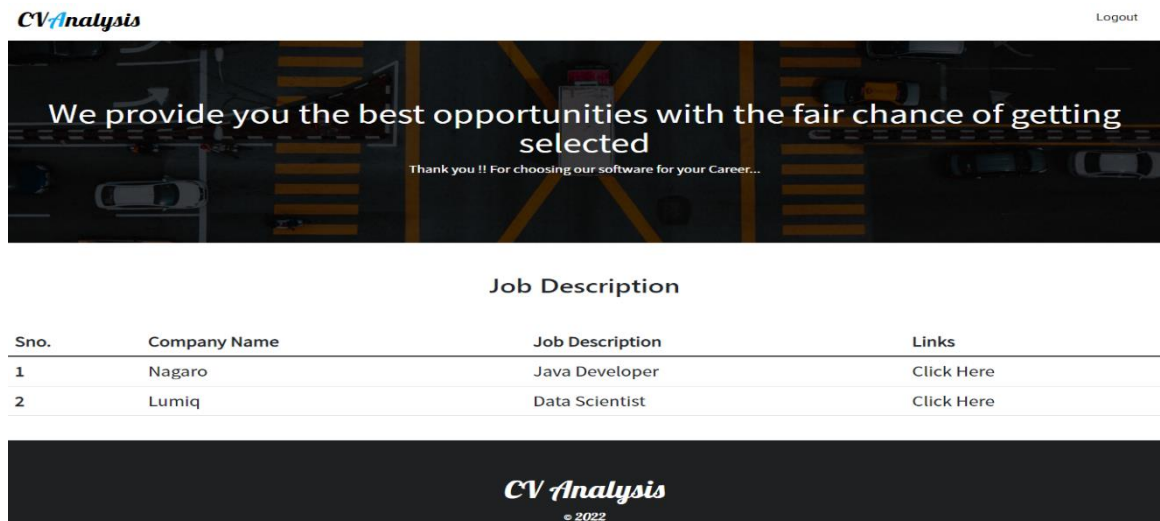 CVAnalysis
Logout
We provide you the best opportunities with the fair chance of getting
selected
Thank you !! For choosing our software for your Career...
Job Description
Sno. Company Name Job Description Links
1 Nagaro Java Developer Click Here
2 Lumiq Data Scientist Click Here
CV Analysis
© 2022